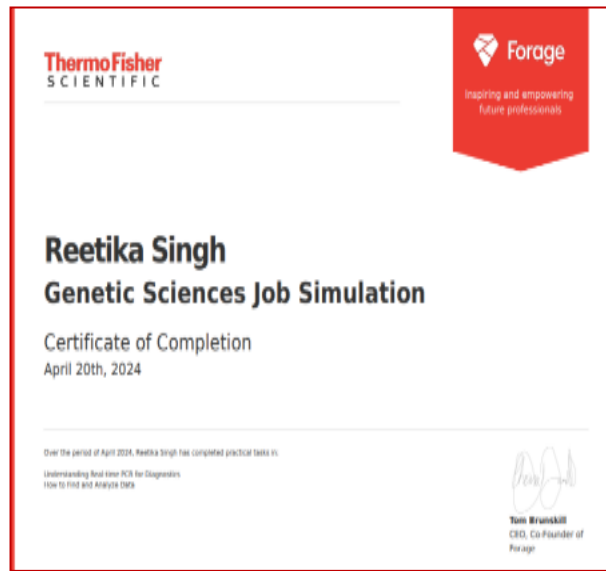 ThermoFisher
SCIENTIFIC
Forage
Inspiring and empowering
future professionals
Reetika Singh
Genetic Sciences Job Simulation
Certificate of Completion
April 20th, 2024
Over the period of April 2024, Reetika Singh has completed practical tasks in:
Understanding Real-time PCR for Diagnostics
How to Find and Analyze Data
Tom Brunskill
CEO, Co-Founder of
Forage